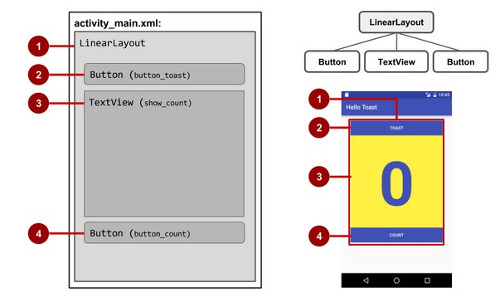 activity_main.xml:
1
LinearLayout
2
Button (button_toast)
3
TextView (show_count)
4
Button (button_count)
LinearLayout
Button
TextView
Button
1
10:45
Hello Toast
2
TOAST
3
0
4
COUNT